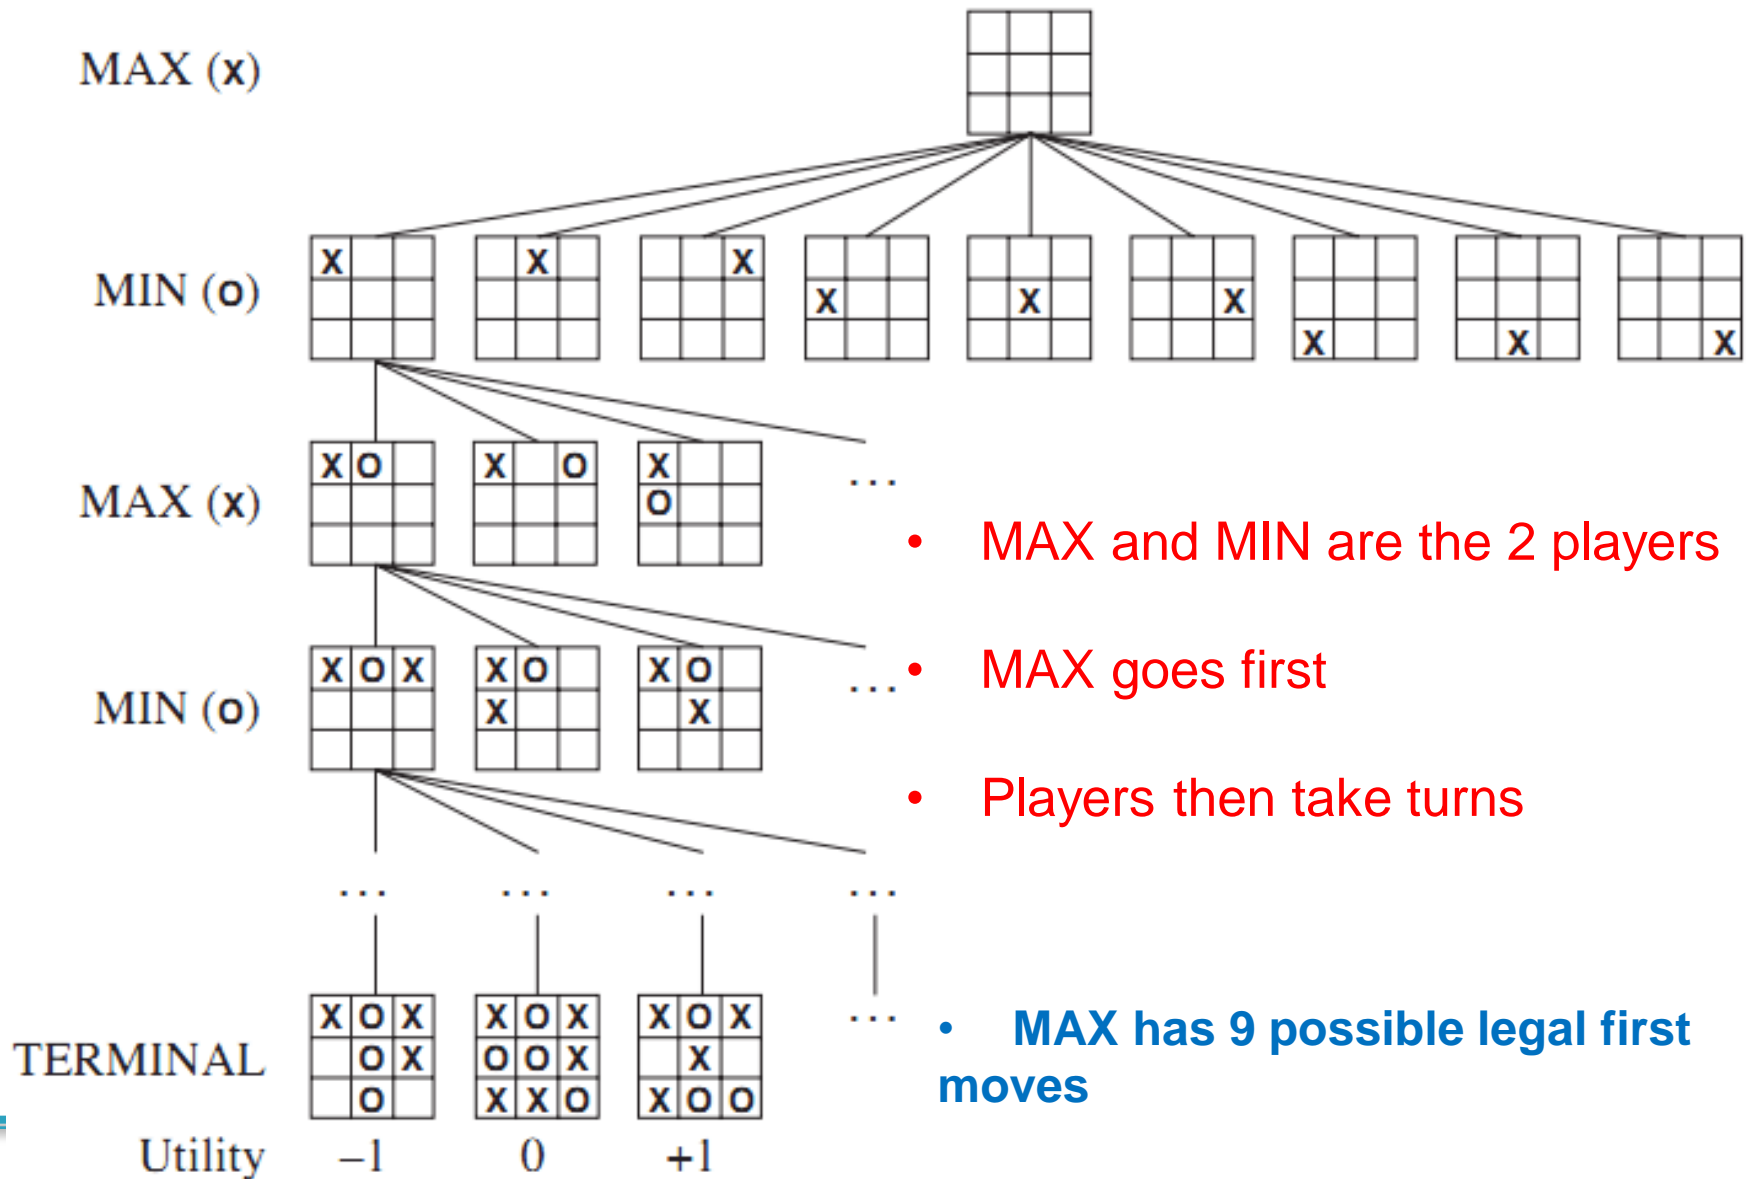 MAX (x)
MIN (o)
X X X X X X X X X
MAX (x)
X O X O X
O
...
• MAX and MIN are the 2 players
MIN (o)
X O X X O X O
X X
...
• MAX goes first
• Players then take turns
... ... ... ...
TERMINAL
X O X X O X X O X
O X O O X X
O X X O X O O
...
• MAX has 9 possible legal first
moves
Utility −1 0 +1